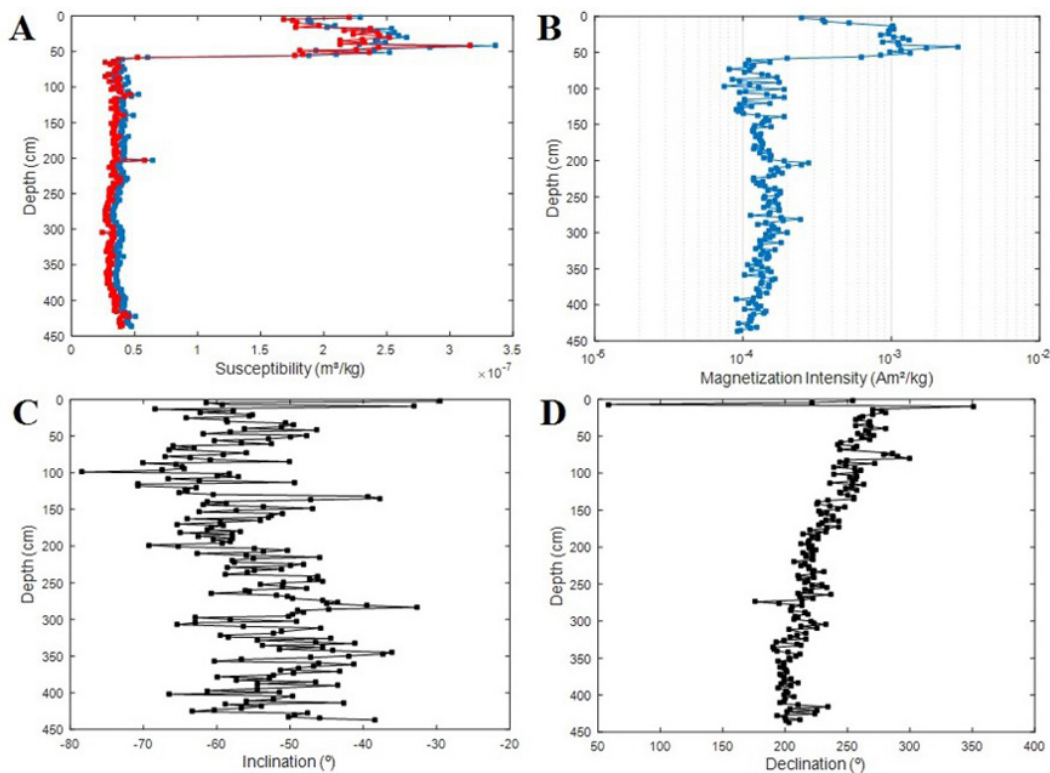 A
0
50
100
150
200
250
300
350
400
450
Depth (cm)
0 0.5 1 1.5 2 2.5 3 3.5
Susceptibility (m³/kg)
×10⁻⁷
B
0
50
100
150
200
250
300
350
400
450
Depth (cm)
10⁻⁵ 10⁻⁴ 10⁻³ 10⁻²
Magnetization Intensity (Am²/kg)
C
0
50
100
150
200
250
300
350
400
450
Depth (cm)
-80 -70 -60 -50 -40 -30 -20
Inclination (º)
D
0
50
100
150
200
250
300
350
400
450
Depth (cm)
50 100 150 200 250 300 350 400
Declination (º)